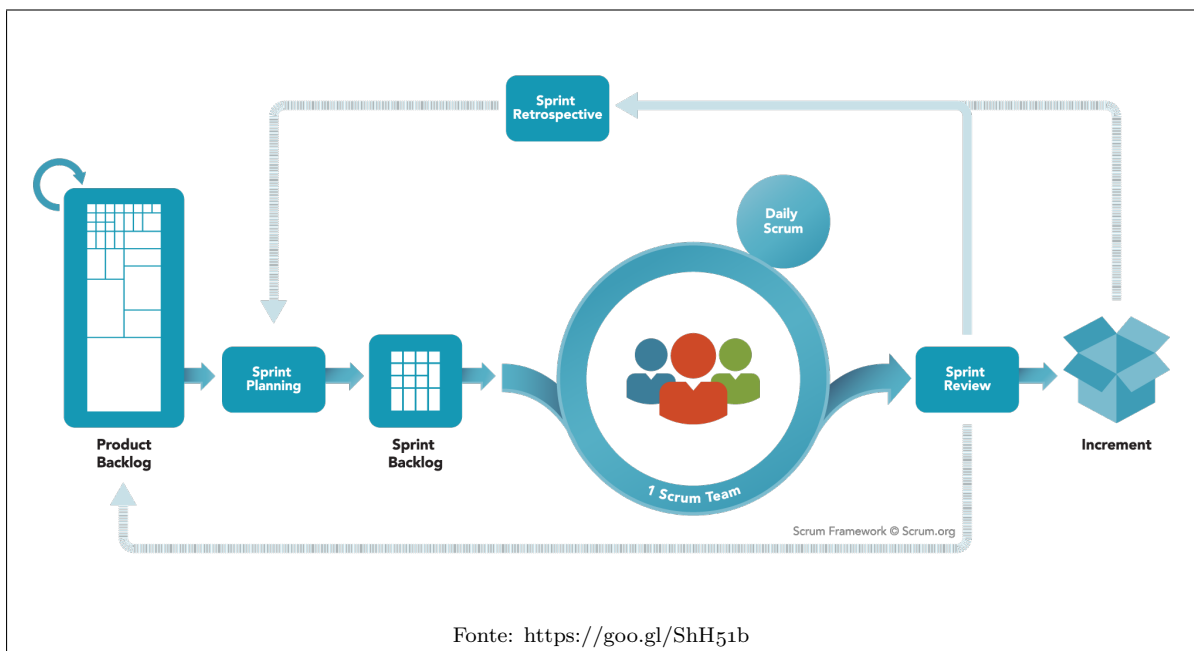 Sprint
Retrospective
Daily
Scrum
Sprint
Planning
Sprint
Review
Product
Backlog
Sprint
Backlog
Increment
1 Scrum Team
Scrum Framework © Scrum.org
Fonte: https://goo.gl/ShH51b